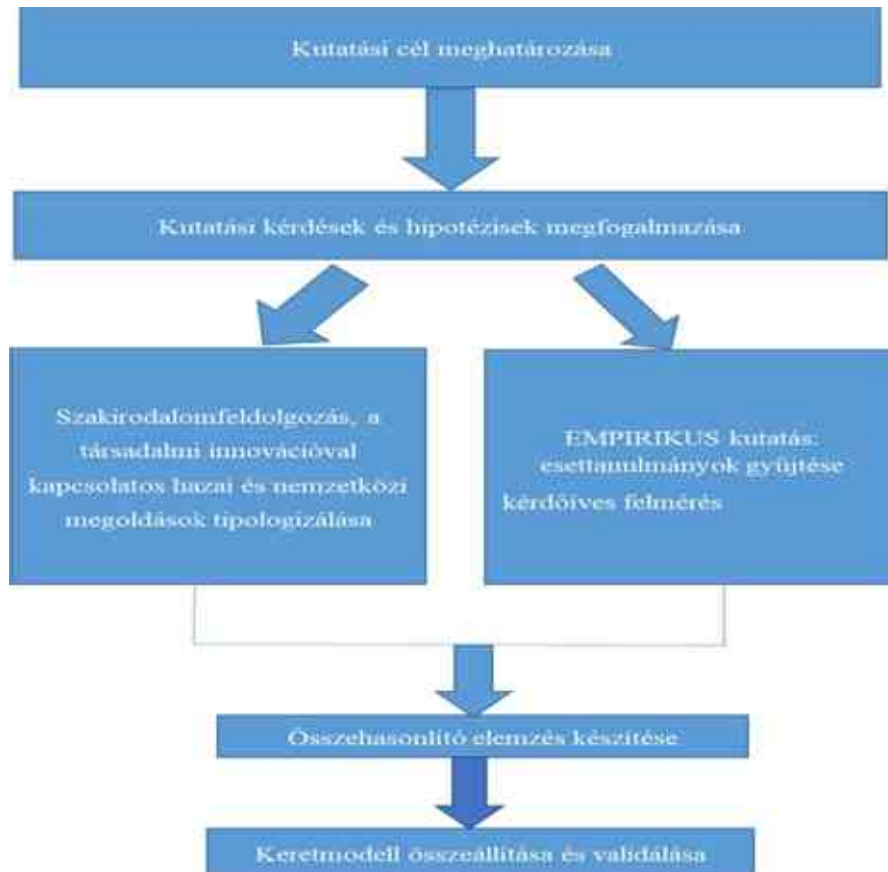 Kutatási cél meghatározása
Kutatási kérdések és hipotézisek megfogalmazása
Szakirodalomfeldolgozás, a
társadalmi innovációval
kapcsolatos hazai és nemzetközi
megoldások tipologizálása
EMPIRIKUS kutatás:
esettanulmányok gyűjtése
kérdőíves felmérés
Összehasonlító elemzés készítése
Keretmodell összeállítása és validálása